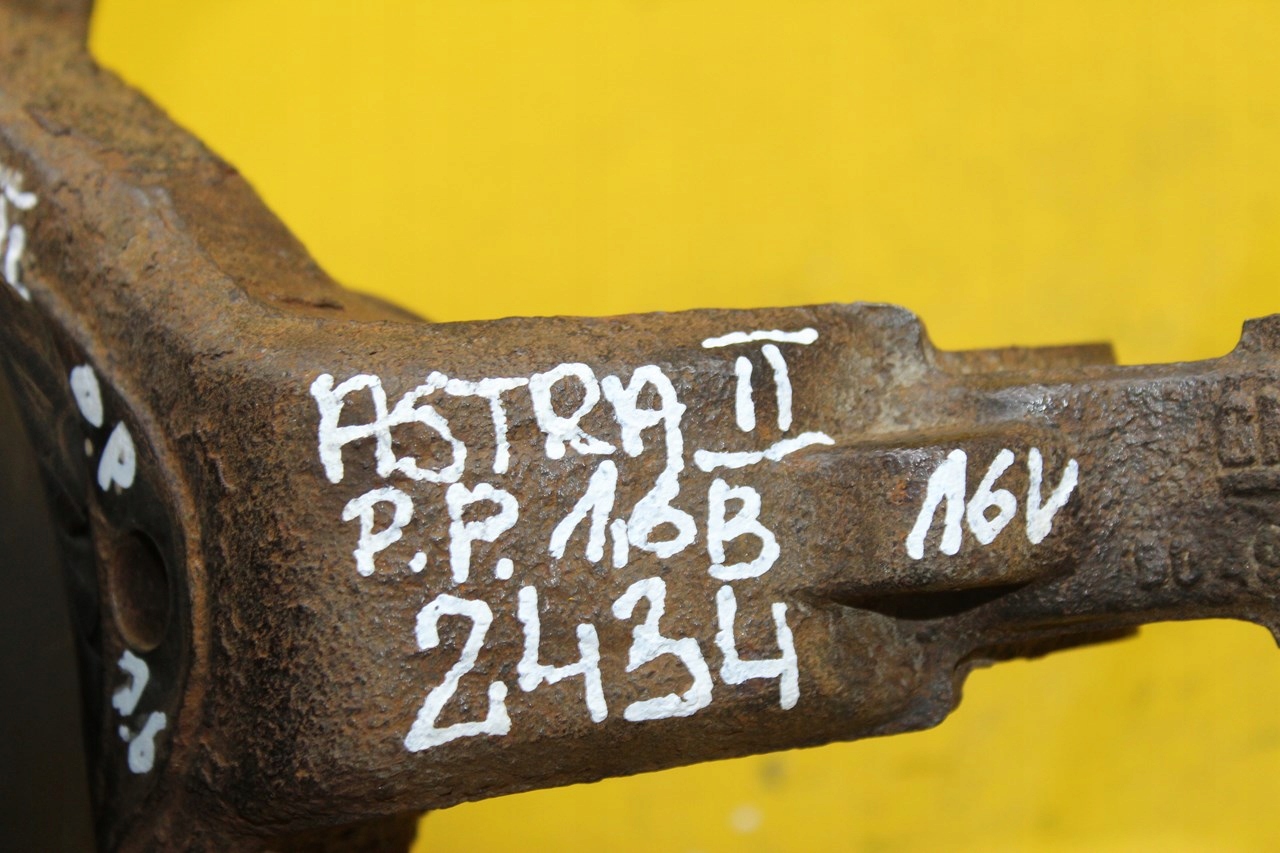 ASTRA II
P.P. 1,6B 16V
2434